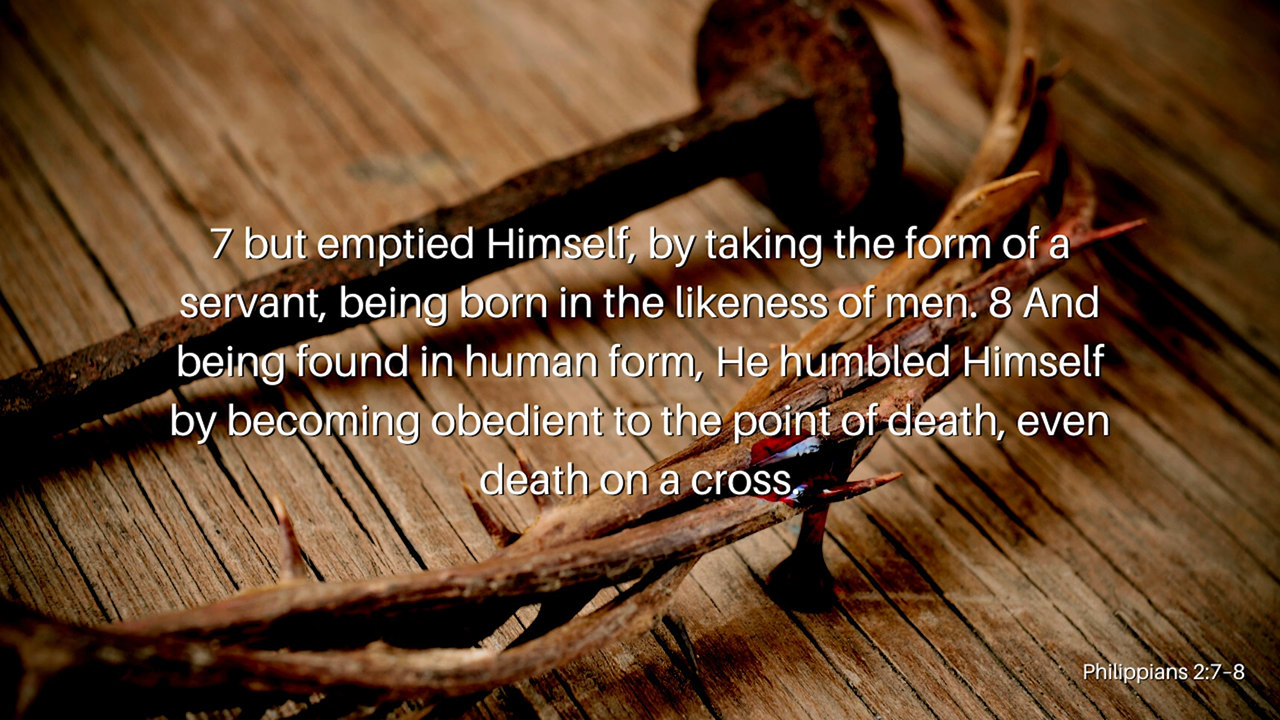 7 but emptied Himself, by taking the form of a
servant, being born in the likeness of men. 8 And
being found in human form, He humbled Himself
by becoming obedient to the point of death, even
death on a cross.
Philippians 2:7–8